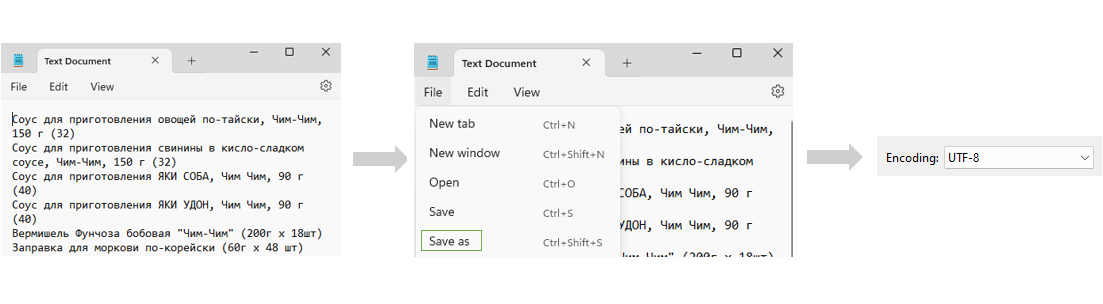 Text Document
File Edit View
Соус для приготовления овощей по-тайски, Чим-Чим,
150 г (32)
Соус для приготовления свинины в кисло-сладком
соусе, Чим-Чим, 150 г (32)
Соус для приготовления ЯКИ СОБА, Чим Чим, 90 г
(40)
Соус для приготовления ЯКИ УДОН, Чим Чим, 90 г
(40)
Вермишель Фунчоза бобовая "Чим-Чим" (200г х 18шт)
Заправка для моркови по-корейски (60г х 48 шт)
Text Document
File Edit View
New tab Ctrl+N
New window Ctrl+Shift+N
Open Ctrl+O
Save Ctrl+S
Save as Ctrl+Shift+S
ей по-тайски, Чим-Чим,
ины в кисло-сладком
СОБА, Чим Чим, 90 г
УДОН, Чим Чим, 90 г
Чим-Чим" (200г х 18шт)
Encoding: UTF-8